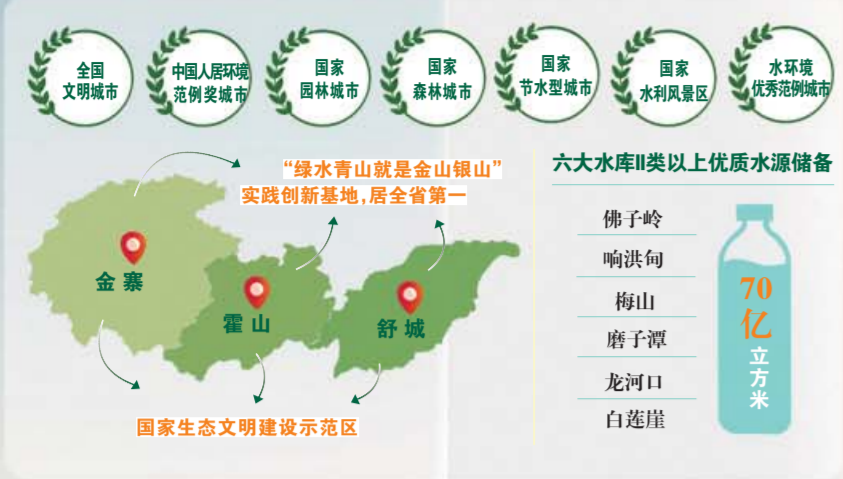 全国
文明城市
中国人居环境
范例奖城市
国家
园林城市
国家
森林城市
国家
节水型城市
国家
水利风景区
水环境
优秀范例城市
“绿水青山就是金山银山”
实践创新基地,居全省第一
金寨
霍山
舒城
国家生态文明建设示范区
六大水库Ⅱ类以上优质水源储备
佛子岭
响洪甸
梅山
磨子潭
龙河口
白莲崖
70
亿
立
方
米